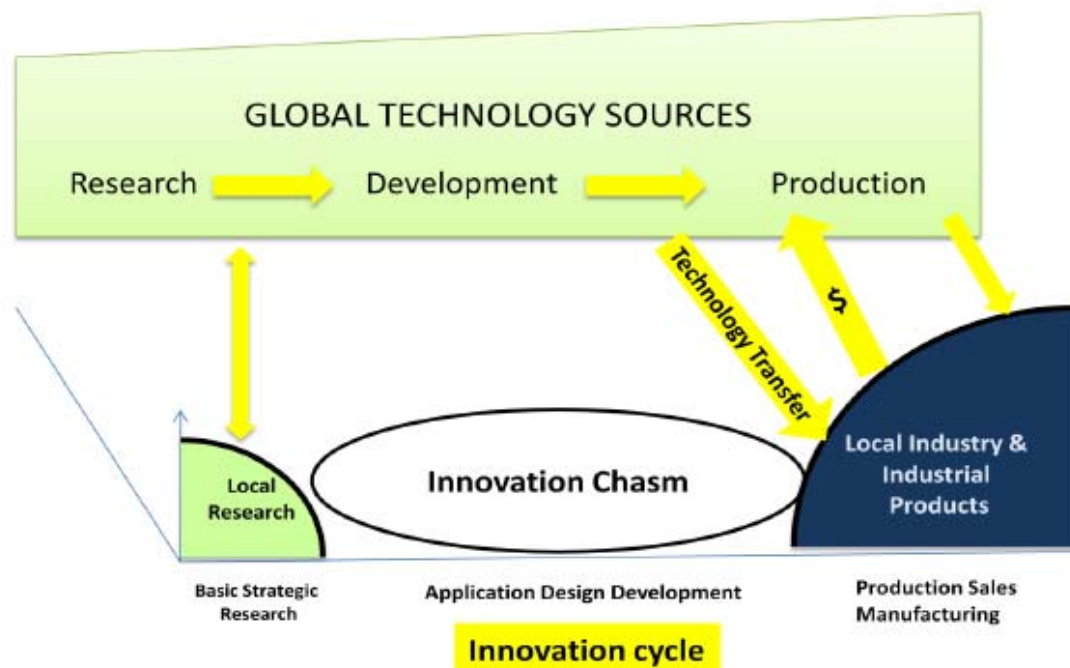 GLOBAL TECHNOLOGY SOURCES
Research
Development
Production
Technology Transfer
$
Local
Research
Innovation Chasm
Local Industry &
Industrial
Products
Basic Strategic
Research
Application Design Development
Production Sales
Manufacturing
Innovation cycle